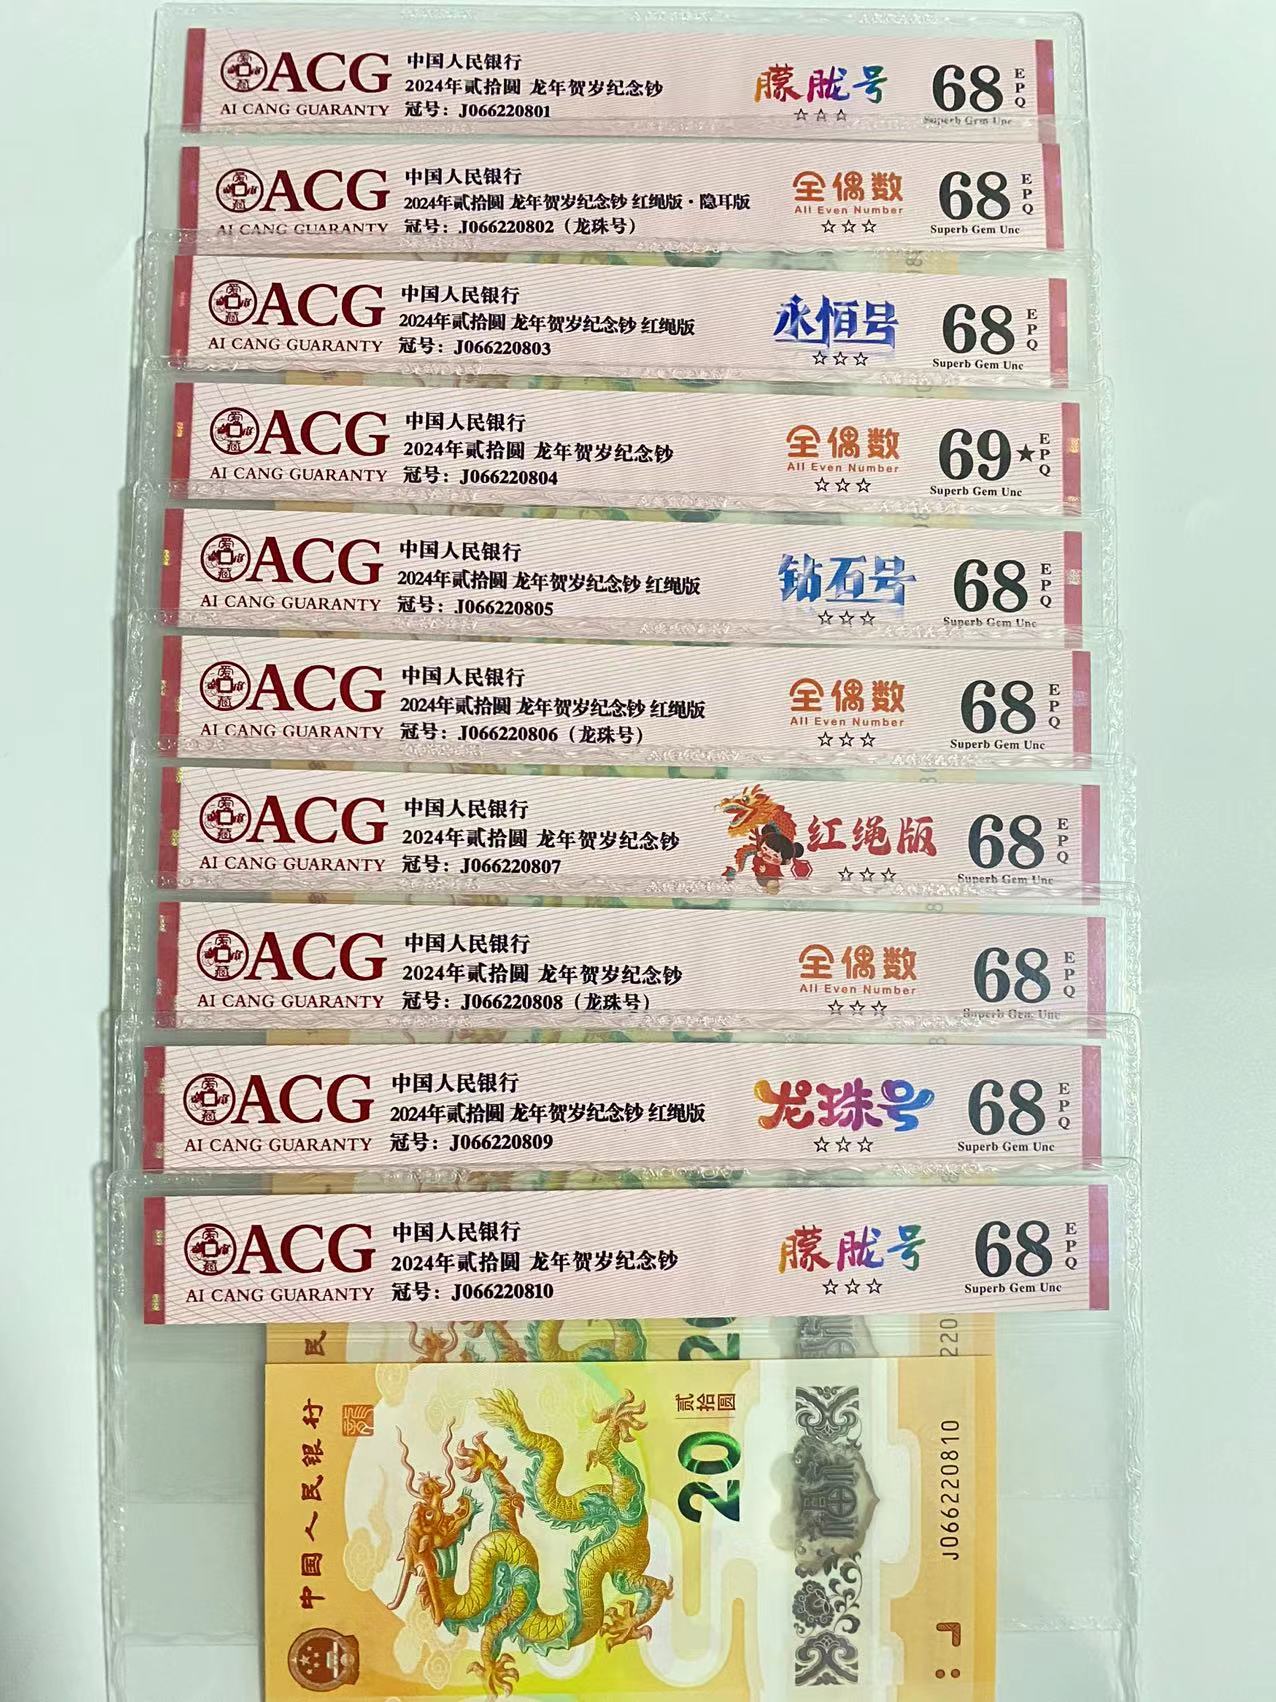 ACG
AI CANG GUARANTY
中国人民银行
2024年贰拾圆 龙年贺岁纪念钞
冠号：J066220801
朦胧号
☆☆☆
68
EPQ
Superb Gem Unc
ACG
AI CANG GUARANTY
中国人民银行
2024年贰拾圆 龙年贺岁纪念钞 红绳版·隐耳版
冠号：J066220802（龙珠号）
全偶数
All Even Number
☆☆☆
68
EPQ
Superb Gem Unc
ACG
AI CANG GUARANTY
中国人民银行
2024年贰拾圆 龙年贺岁纪念钞 红绳版
冠号：J066220803
永恒号
☆☆☆
68
EPQ
Superb Gem Unc
ACG
AI CANG GUARANTY
中国人民银行
2024年贰拾圆 龙年贺岁纪念钞
冠号：J066220804
全偶数
All Even Number
☆☆☆
69★
EPQ
Superb Gem Unc
ACG
AI CANG GUARANTY
中国人民银行
2024年贰拾圆 龙年贺岁纪念钞 红绳版
冠号：J066220805
钻石号
☆☆☆
68
EPQ
Superb Gem Unc
ACG
AI CANG GUARANTY
中国人民银行
2024年贰拾圆 龙年贺岁纪念钞 红绳版
冠号：J066220806（龙珠号）
全偶数
All Even Number
☆☆☆
68
EPQ
Superb Gem Unc
ACG
AI CANG GUARANTY
中国人民银行
2024年贰拾圆 龙年贺岁纪念钞
冠号：J066220807
红绳版
☆☆☆
68
EPQ
Superb Gem Unc
ACG
AI CANG GUARANTY
中国人民银行
2024年贰拾圆 龙年贺岁纪念钞
冠号：J066220808（龙珠号）
全偶数
All Even Number
☆☆☆
68
EPQ
Superb Gem Unc
ACG
AI CANG GUARANTY
中国人民银行
2024年贰拾圆 龙年贺岁纪念钞 红绳版
冠号：J066220809
龙珠号
☆☆☆
68
EPQ
Superb Gem Unc
ACG
AI CANG GUARANTY
中国人民银行
2024年贰拾圆 龙年贺岁纪念钞
冠号：J066220810
朦胧号
☆☆☆
68
EPQ
Superb Gem Unc
民
20
220
中国人民银行
贰拾圆
20
J066220810